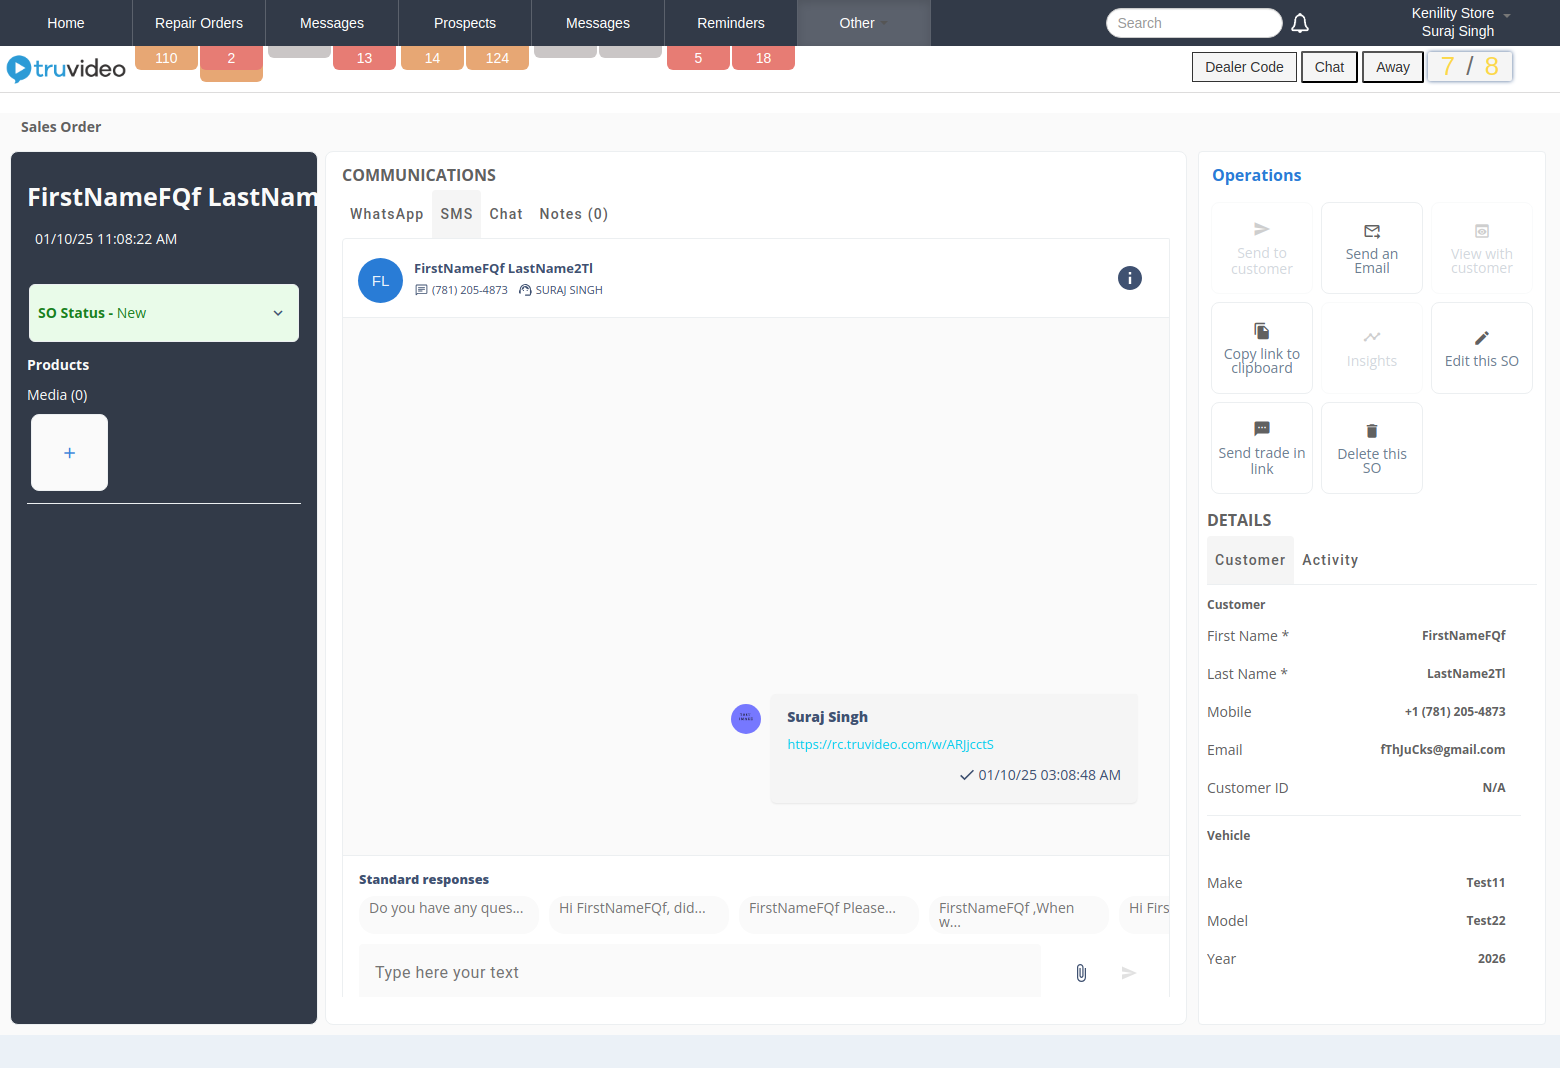 Home Repair Orders Messages Prospects Messages Reminders Other Search Kenility Store
Suraj Singh
truvideo 110 2 13 14 124 5 18 Dealer Code Chat Away 7 / 8
Sales Order
FirstNameFQf LastNam
01/10/25 11:08:22 AM
SO Status - New
Products
Media (0)
+
COMMUNICATIONS
WhatsApp SMS Chat Notes (0)
FL FirstNameFQf LastName2Tl
(781) 205-4873 SURAJ SINGH
Suraj Singh
https://rc.truvideo.com/w/ARJjcctS
01/10/25 03:08:48 AM
Standard responses
Do you have any ques... Hi FirstNameFQf, did... FirstNameFQf Please... FirstNameFQf ,When Hi Firs
w...
Type here your text
Operations
Send to
customer
Send an
Email
View with
customer
Copy link to
clipboard
Insights
Edit this SO
Send trade in
link
Delete this
SO
DETAILS
Customer Activity
Customer
First Name * FirstNameFQf
Last Name * LastName2Tl
Mobile +1 (781) 205-4873
Email fThJuCks@gmail.com
Customer ID N/A
Vehicle
Make Test11
Model Test22
Year 2026